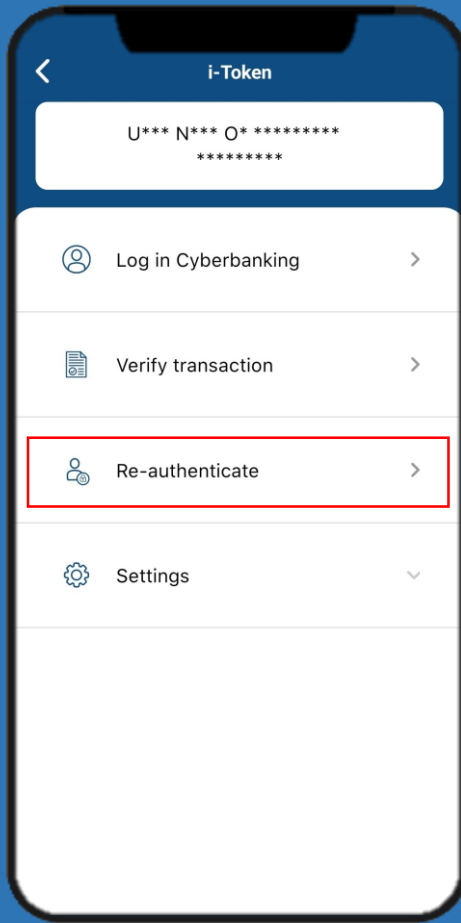 i-Token
U*** N*** O* *********
*********
Log in Cyberbanking
Verify transaction
Re-authenticate
Settings